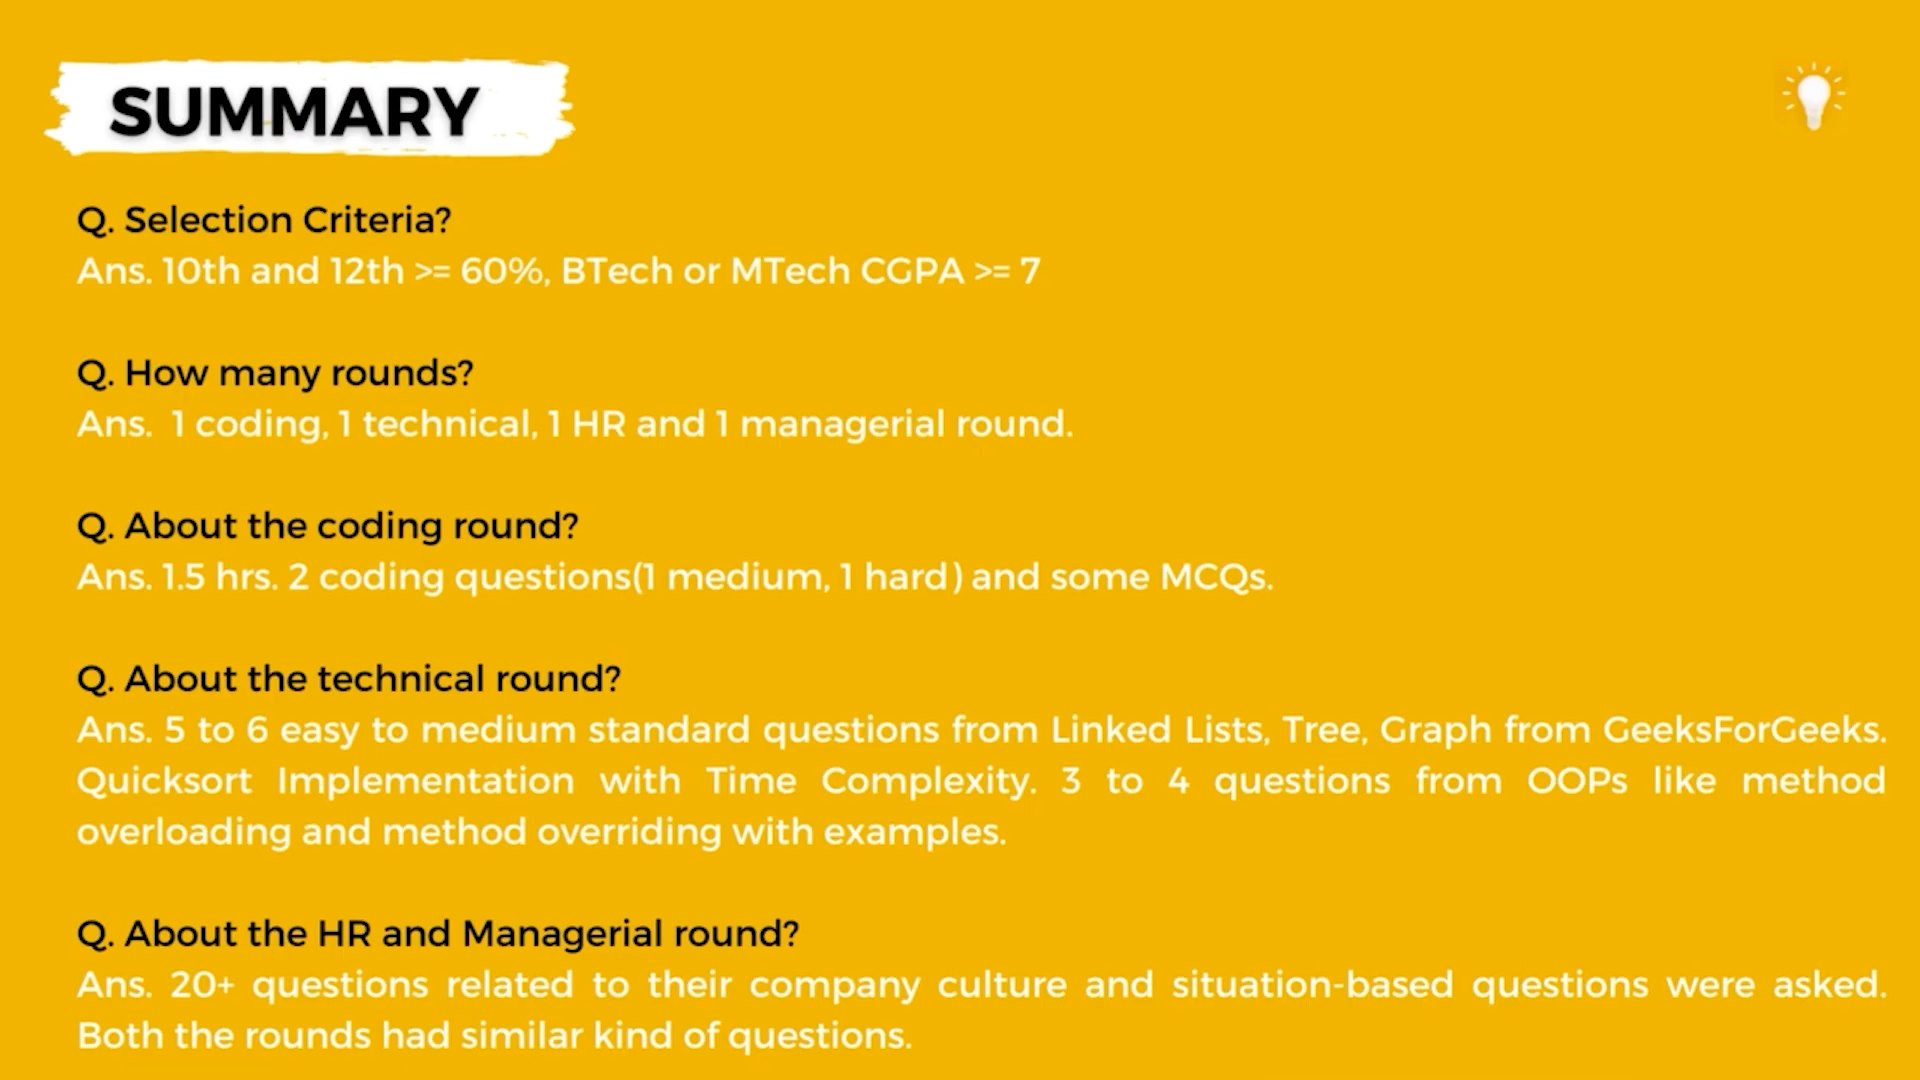 SUMMARY
Q. Selection Criteria?
Ans. 10th and 12th >= 60%, BTech or MTech CGPA >= 7
Q. How many rounds?
Ans. 1 coding, 1 technical, 1 HR and 1 managerial round.
Q. About the coding round?
Ans. 1.5 hrs. 2 coding questions(1 medium, 1 hard) and some MCQs.
Q. About the technical round?
Ans. 5 to 6 easy to medium standard questions from Linked Lists, Tree, Graph from GeeksForGeeks.
Quicksort Implementation with Time Complexity. 3 to 4 questions from OOPs like method
overloading and method overriding with examples.
Q. About the HR and Managerial round?
Ans. 20+ questions related to their company culture and situation-based questions were asked.
Both the rounds had similar kind of questions.